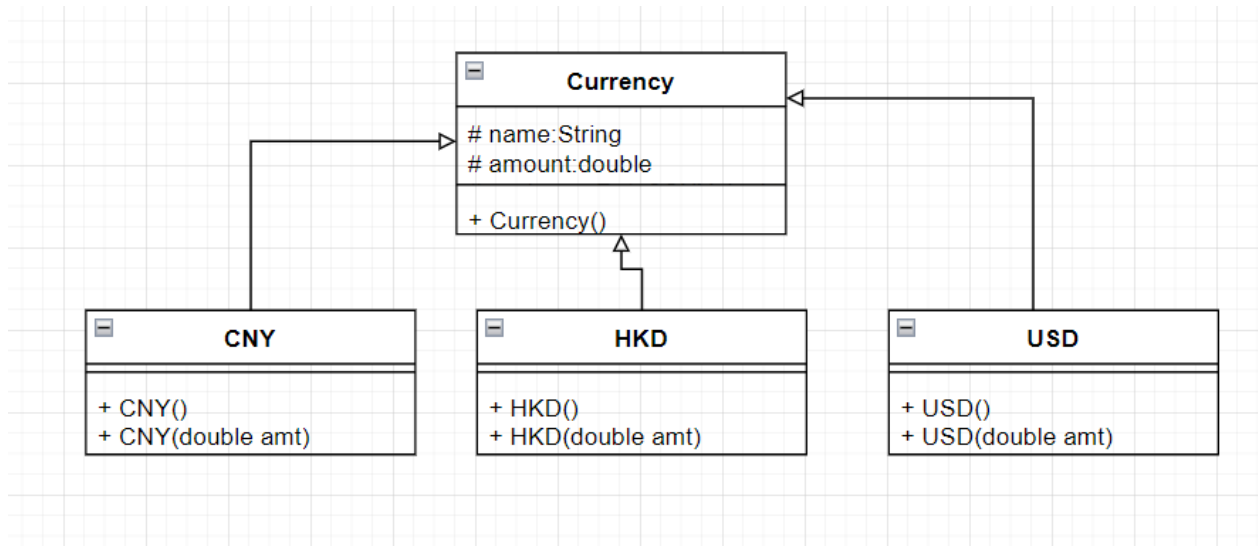 Currency
# name:String
# amount:double
+ Currency()
CNY
+ CNY()
+ CNY(double amt)
HKD
+ HKD()
+ HKD(double amt)
USD
+ USD()
+ USD(double amt)